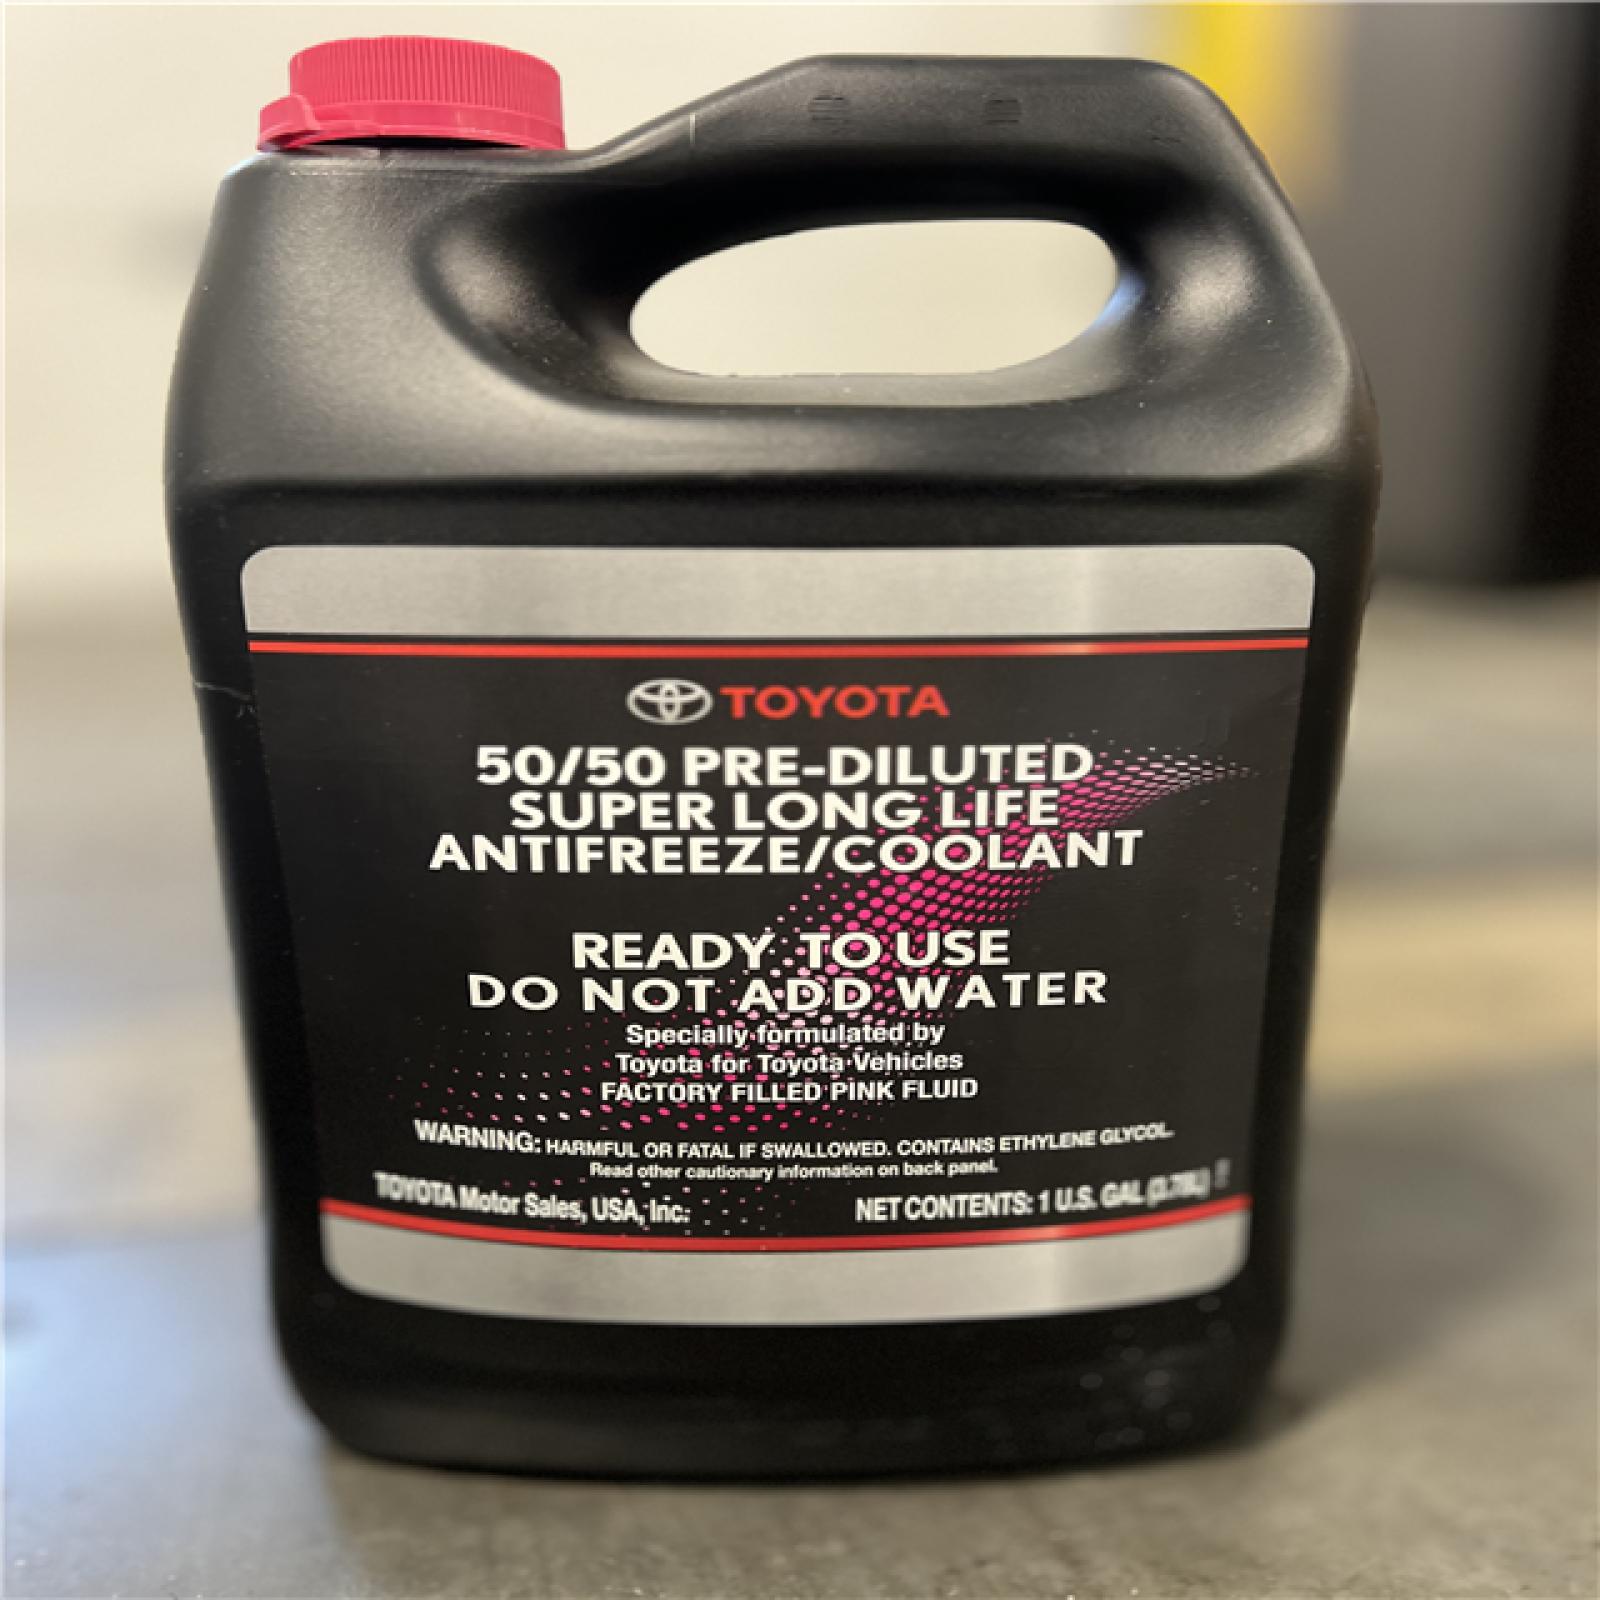 TOYOTA
50/50 PRE-DILUTED
SUPER LONG LIFE
ANTIFREEZE/COOLANT
READY TO USE
DO NOT ADD WATER
Specially formulated by
Toyota for Toyota Vehicles
FACTORY FILLED PINK FLUID
WARNING: HARMFUL OR FATAL IF SWALLOWED. CONTAINS ETHYLENE GLYCOL.
Read other cautionary information on back panel.
TOYOTA Motor Sales, USA, Inc.
NET CONTENTS: 1 U.S. GAL (3.78L)